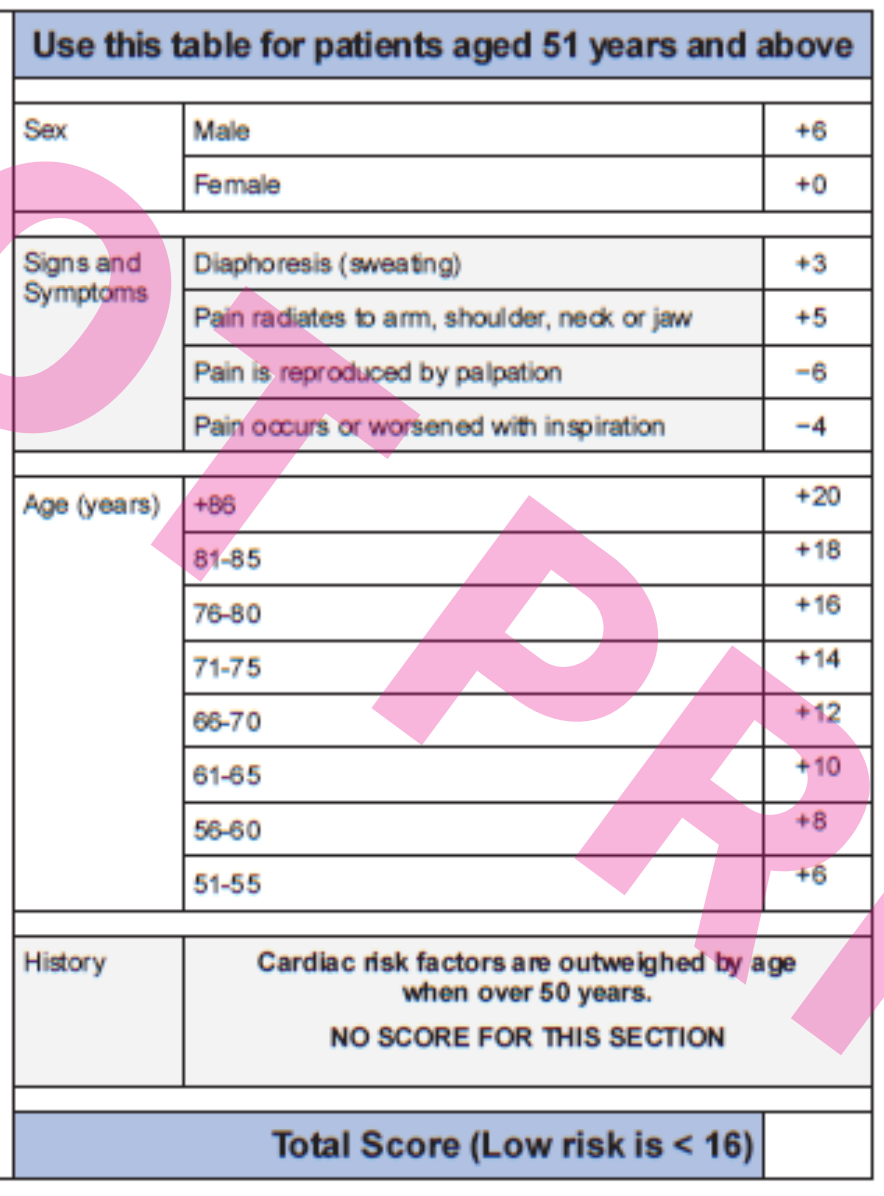 Use this table for patients aged 51 years and above
Sex Male +6
Female +0
Signs and Symptoms Diaphoresis (sweating) +3
Pain radiates to arm, shoulder, neck or jaw +5
Pain is reproduced by palpation −6
Pain occurs or worsened with inspiration −4
Age (years) +86 +20
81-85 +18
76-80 +16
71-75 +14
66-70 +12
61-65 +10
56-60 +8
51-55 +6
History Cardiac risk factors are outweighed by age
when over 50 years.
NO SCORE FOR THIS SECTION
Total Score (Low risk is < 16)
OT PR